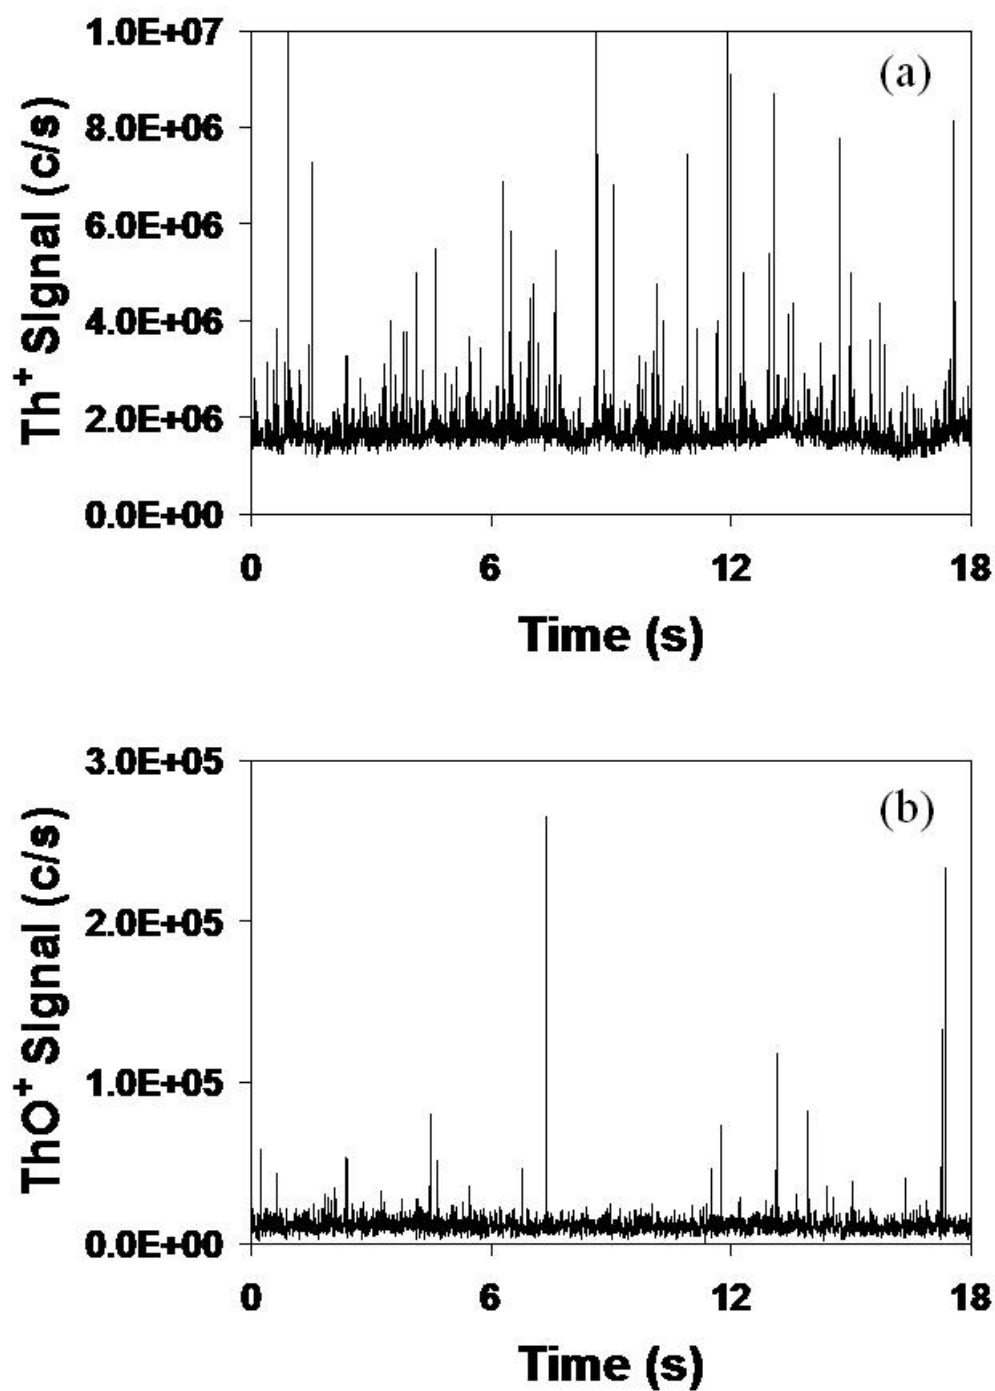 (a)
Th⁺ SIgnal (c/s)
1.0E+07
8.0E+06
6.0E+06
4.0E+06
2.0E+06
0.0E+00
0 6 12 18
Time (s)
(b)
ThO⁺ SIgnal (c/s)
3.0E+05
2.0E+05
1.0E+05
0.0E+00
0 6 12 18
Time (s)